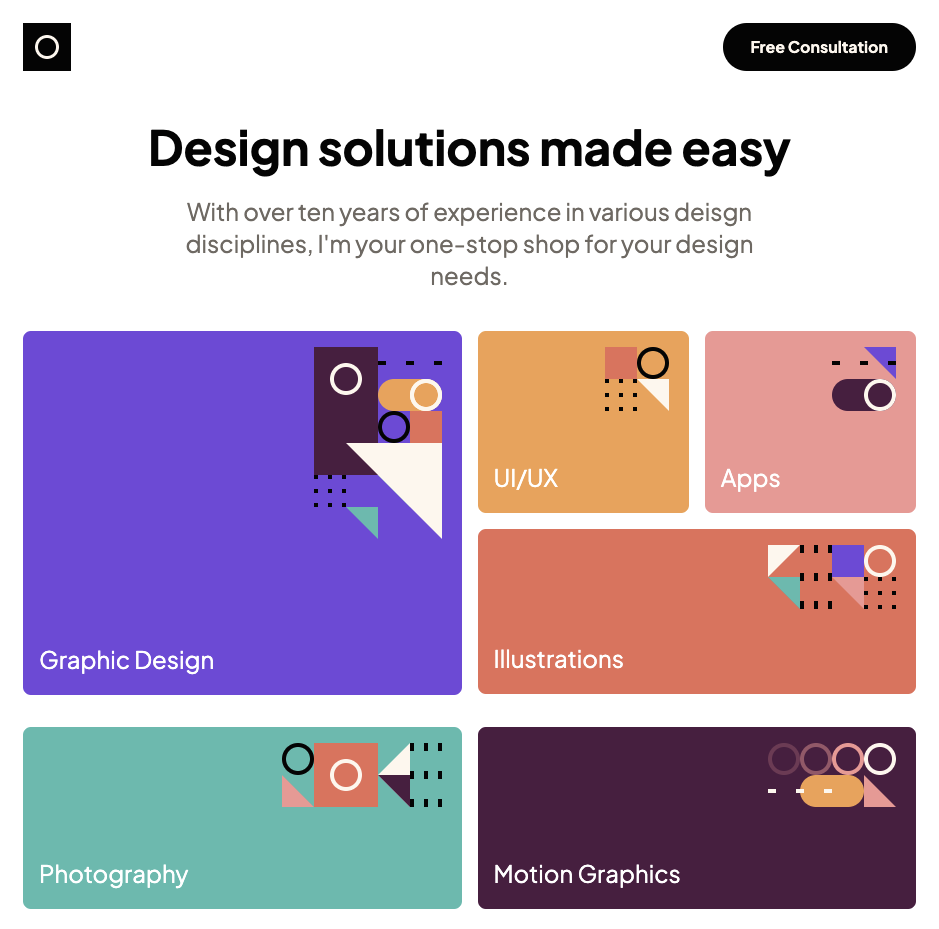 Free Consultation
Design solutions made easy
With over ten years of experience in various deisgn
disciplines, I'm your one-stop shop for your design
needs.
UI/UX
Apps
Graphic Design
Illustrations
Photography
Motion Graphics